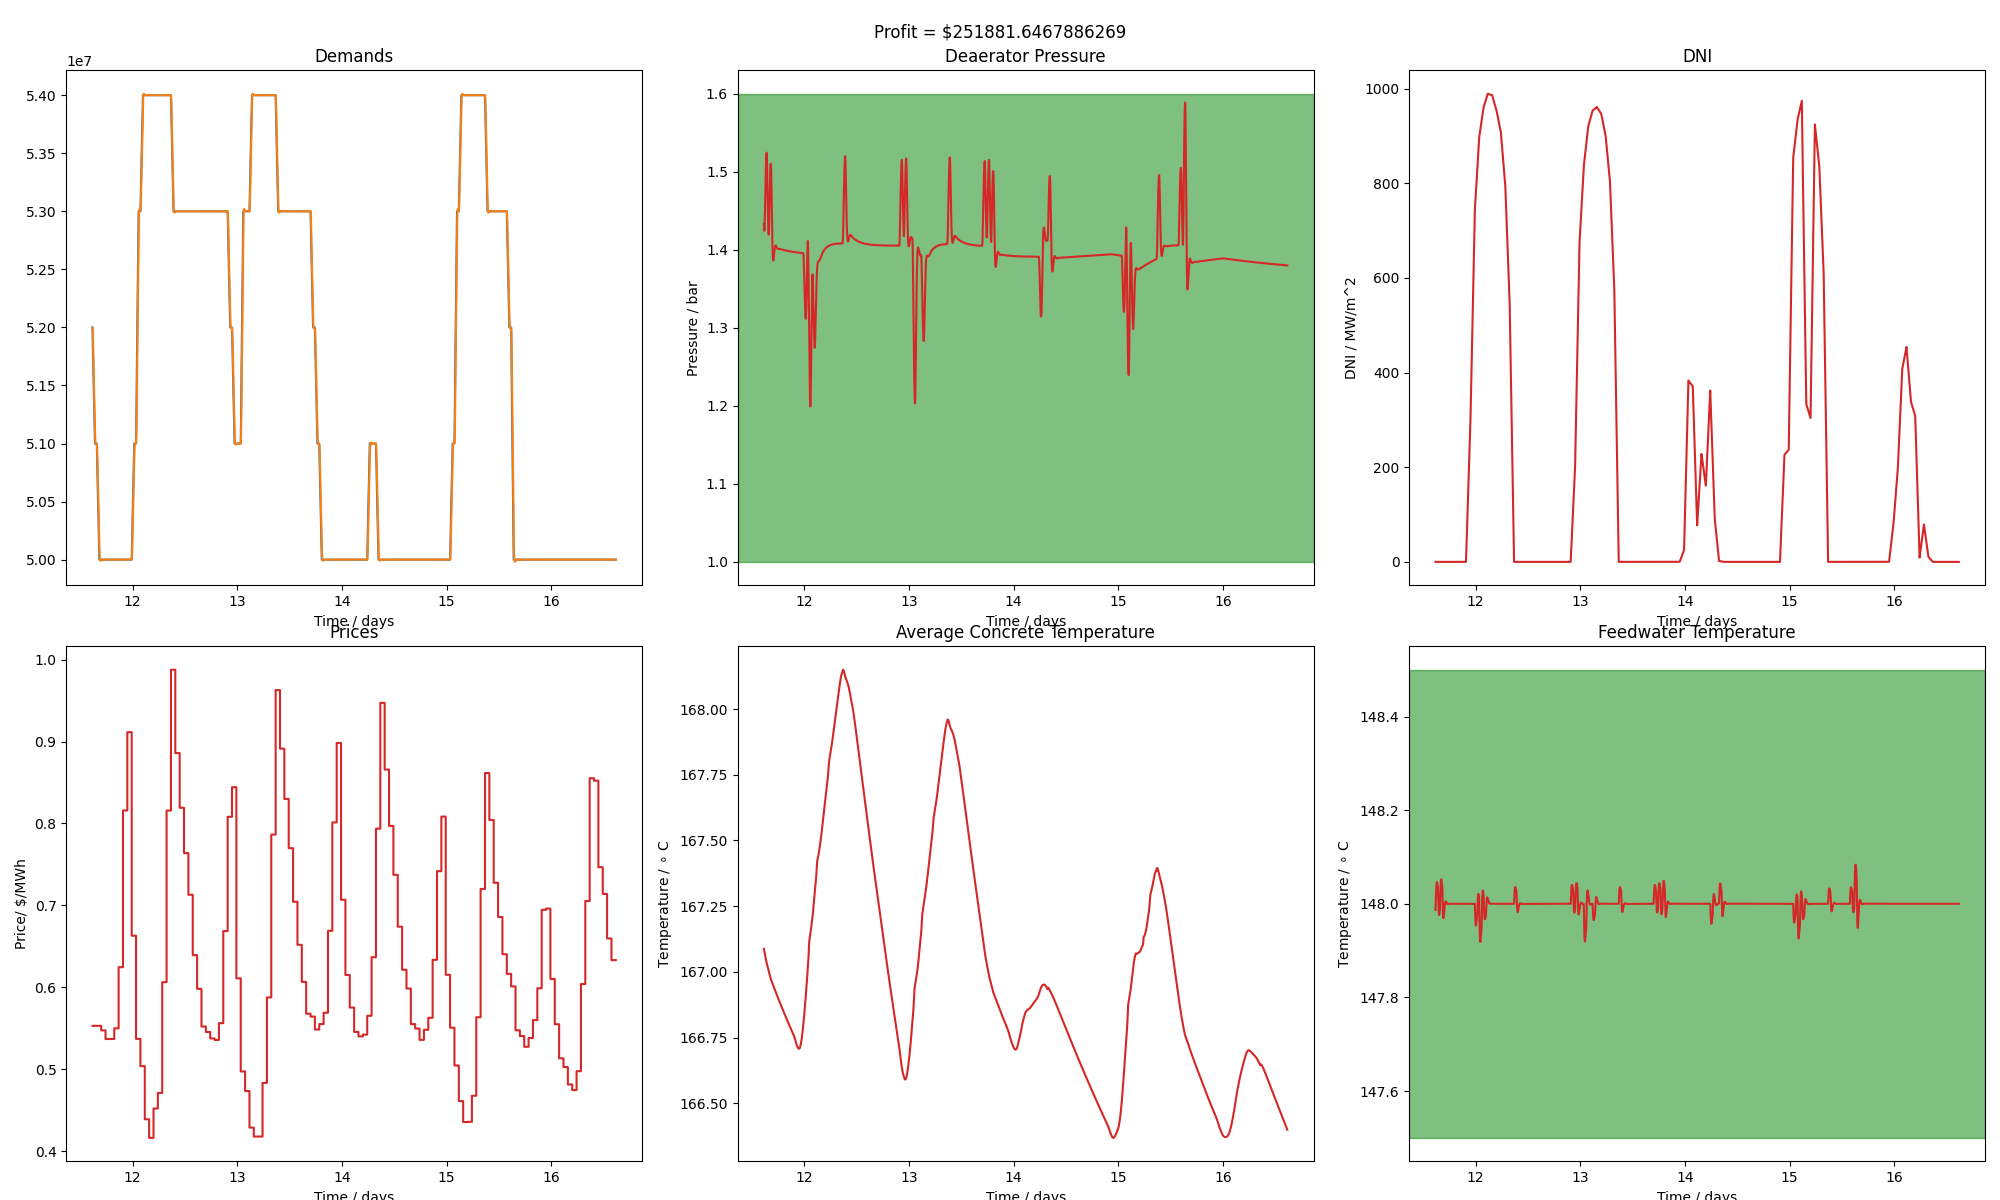 Profit = $251881.6467886269
Demands
1e7
5.40
5.35
5.30
5.25
5.20
5.15
5.10
5.05
5.00
12 13 14 15 16
Time / days
Deaerator Pressure
Pressure / bar
1.6
1.5
1.4
1.3
1.2
1.1
1.0
12 13 14 15 16
Time / days
DNI
DNI / MW/m^2
1000
800
600
400
200
0
12 13 14 15 16
Time / days
Prices
Price/ $/MWh
1.0
0.9
0.8
0.7
0.6
0.5
0.4
12 13 14 15 16
Time / days
Average Concrete Temperature
Temperature / ∘ C
168.00
167.75
167.50
167.25
167.00
166.75
166.50
12 13 14 15 16
Time / days
Feedwater Temperature
Temperature / ∘ C
148.4
148.2
148.0
147.8
147.6
12 13 14 15 16
Time / days